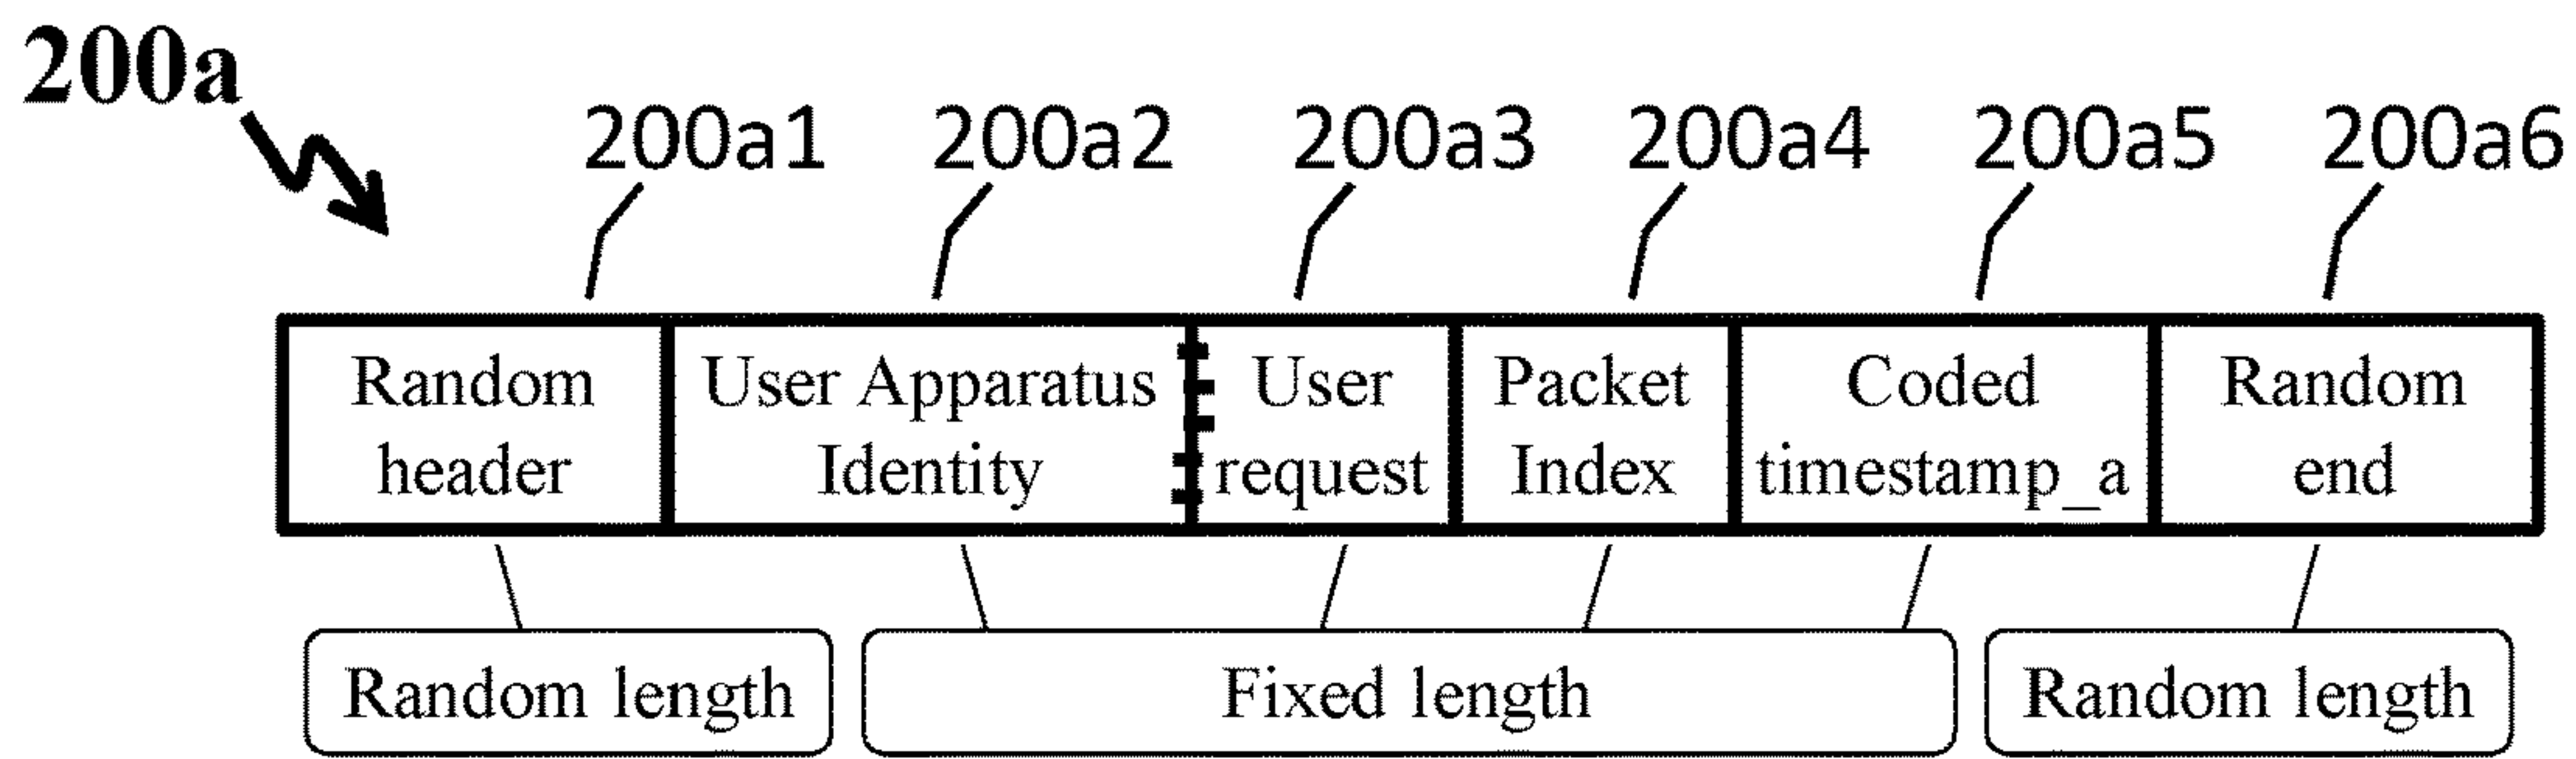 200a
200a1 200a2 200a3 200a4 200a5 200a6
Random User Apparatus User Packet Coded Random
header Identity request Index timestamp_a end
Random length Fixed length Random length